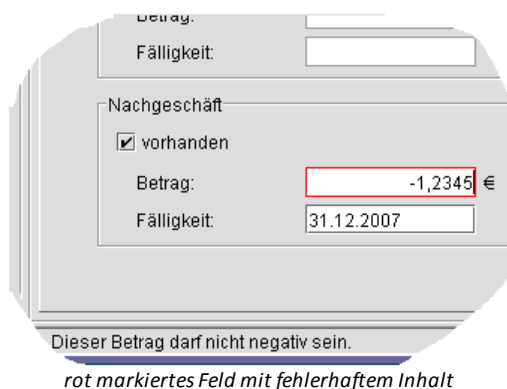 Betrag:
Fälligkeit:
Nachgeschäft
vorhanden
Betrag: -1,2345 €
Fälligkeit: 31.12.2007
Dieser Betrag darf nicht negativ sein.
rot markiertes Feld mit fehlerhaftem Inhalt